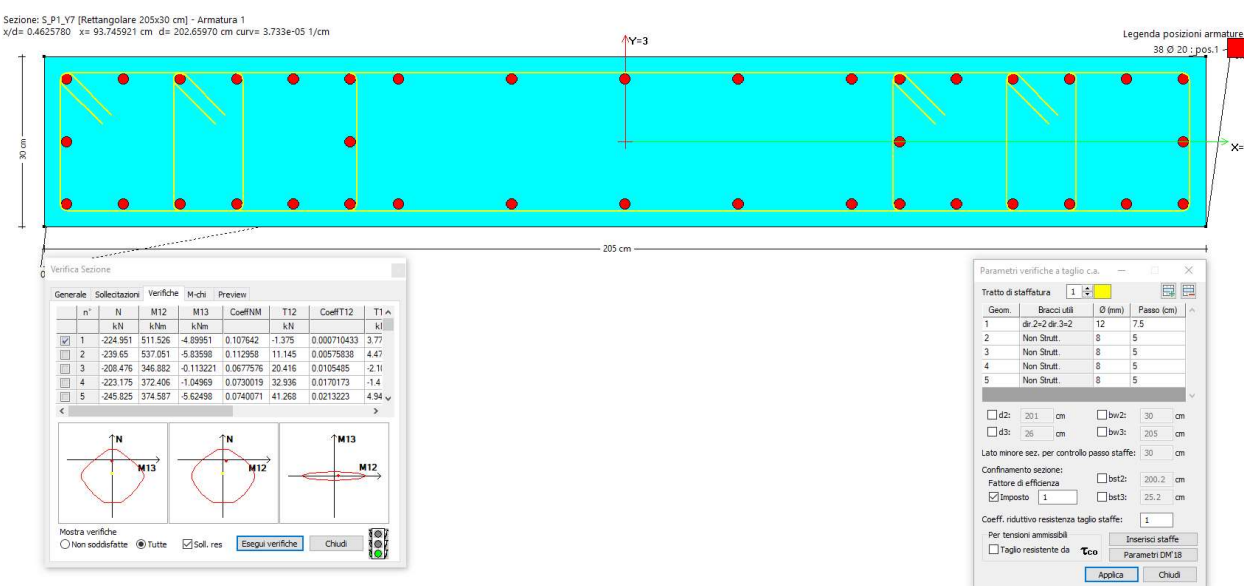 Sezione: S_P1_Y7 [Rettangolare 205x30 cm] - Armatura 1
x/d= 0.4625780 x= 93.745921 cm d= 202.65970 cm curv= 3.733e-05 1/cm
Y=3
Legenda posizioni armature
38 Ø 20 : pos.1
30 cm
X=
205 cm
0
Verifica Sezione
Generale Sollecitazioni Verifiche M-chi Preview
n° N M12 M13 CoeffNM T12 CoeffT12 T1
kN kNm kNm kN kl
1 -224.951 511.526 -4.89951 0.107642 -1.375 0.000710433 3.77
2 -239.65 537.051 -5.83598 0.112958 11.145 0.00575838 4.47
3 -208.476 346.882 -0.113221 0.0677576 20.416 0.0105485 -2.10
4 -223.175 372.406 -1.04969 0.0730019 32.936 0.0170173 -1.4
5 -245.825 374.587 -5.62498 0.0740071 41.268 0.0213223 4.94
N
M13
N
M12
M13
M12
Mostra verifiche
Non soddisfatte Tutte Soll. res Esegui verifiche Chiudi
Parametri verifiche a taglio c.a.
Tratto di staffatura 1
Geom. Bracci utili Ø (mm) Passo (cm)
1 dir.2=2 dir.3=2 12 7.5
2 Non Strutt. 8 5
3 Non Strutt. 8 5
4 Non Strutt. 8 5
5 Non Strutt. 8 5
d2: 201 cm bw2: 30 cm
d3: 26 cm bw3: 205 cm
Lato minore sez. per controllo passo staffe: 30 cm
Confinamento sezione:
Fattore di efficienza
Imposto 1
bst2: 200.2 cm
bst3: 25.2 cm
Coeff. riduttivo resistenza taglio staffe: 1
Per tensioni ammissibili
Taglio resistente da τco
Inserisci staffe
Parametri DM'18
Applica Chiudi